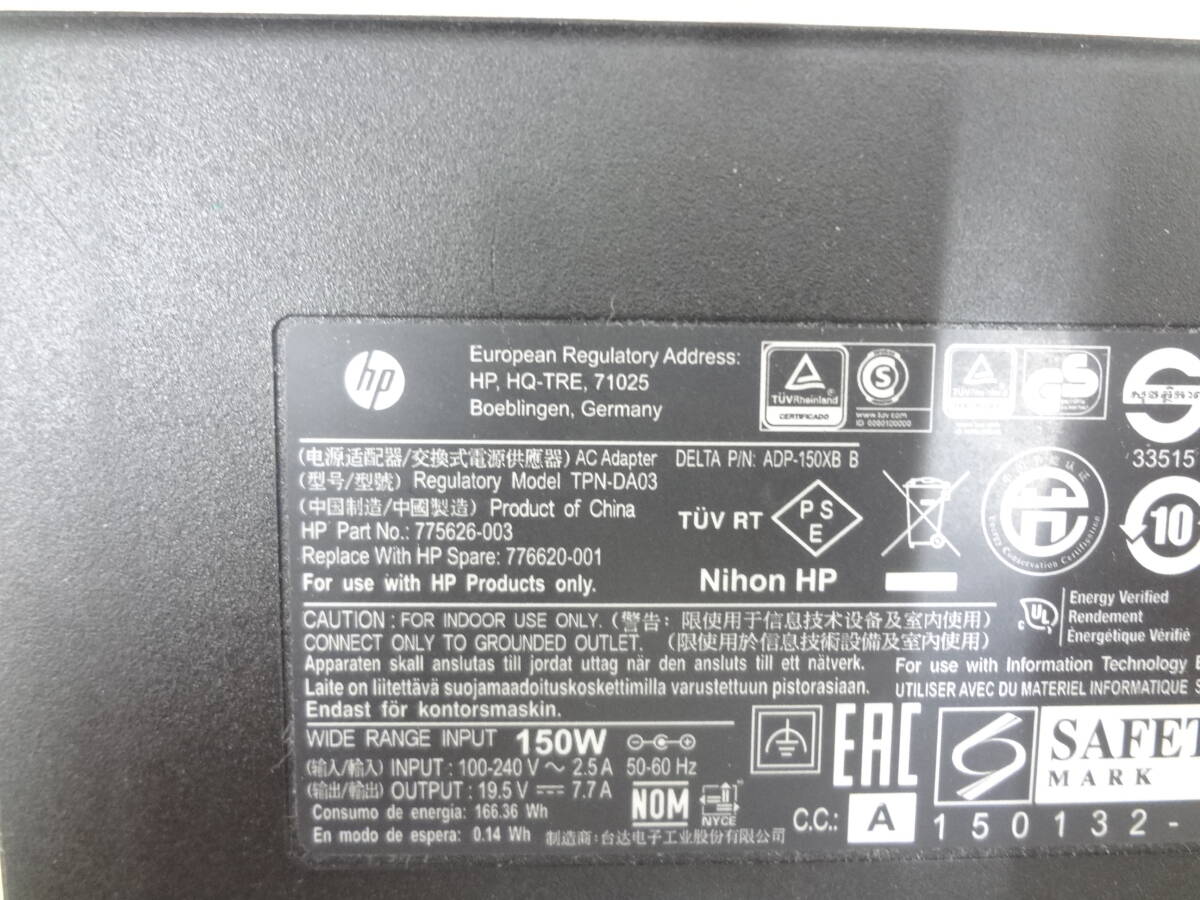 hp
European Regulatory Address:
HP, HQ-TRE, 71025
Boeblingen, Germany
TÜVRheinland
CERTIFICADO
S
www.tuv.com
GS
33515
(电源适配器/交換式電源供應器) AC Adapter DELTA P/N: ADP-150XB B
(型号/型號) Regulatory Model TPN-DA03
(中国制造/中國製造) Product of China
HP Part No.: 775626-003
Replace With HP Spare: 776620-001
For use with HP Products only.
TÜV RT
PSE
Nihon HP
10
UL
Energy Verified
Rendement
Énergétique Vérifié
CAUTION : FOR INDOOR USE ONLY. (警告: 限使用于信息技术设备及室内使用)
CONNECT ONLY TO GROUNDED OUTLET. (限使用於信息技術設備及室內使用)
Apparaten skall anslutas till jordat uttag när den ansluts till ett nätverk.
Laite on liitettävä suojamaadoituskoskettimilla varustettuun pistorasiaan.
Endast för kontorsmaskin.
For use with Information Technology E
UTILISER AVEC DU MATERIEL INFORMATIQUE S
WIDE RANGE INPUT 150W
(输入/輸入) INPUT : 100-240 V ～ 2.5 A 50-60 Hz
(输出/輸出) OUTPUT : 19.5 V ⎓ 7.7 A
Consumo de energía: 166.36 Wh
En modo de espera: 0.14 Wh 制造商:台达电子工业股份有限公司
NOM
NYCE
EAC
C.C.: A
SAFET
MARK
150132-